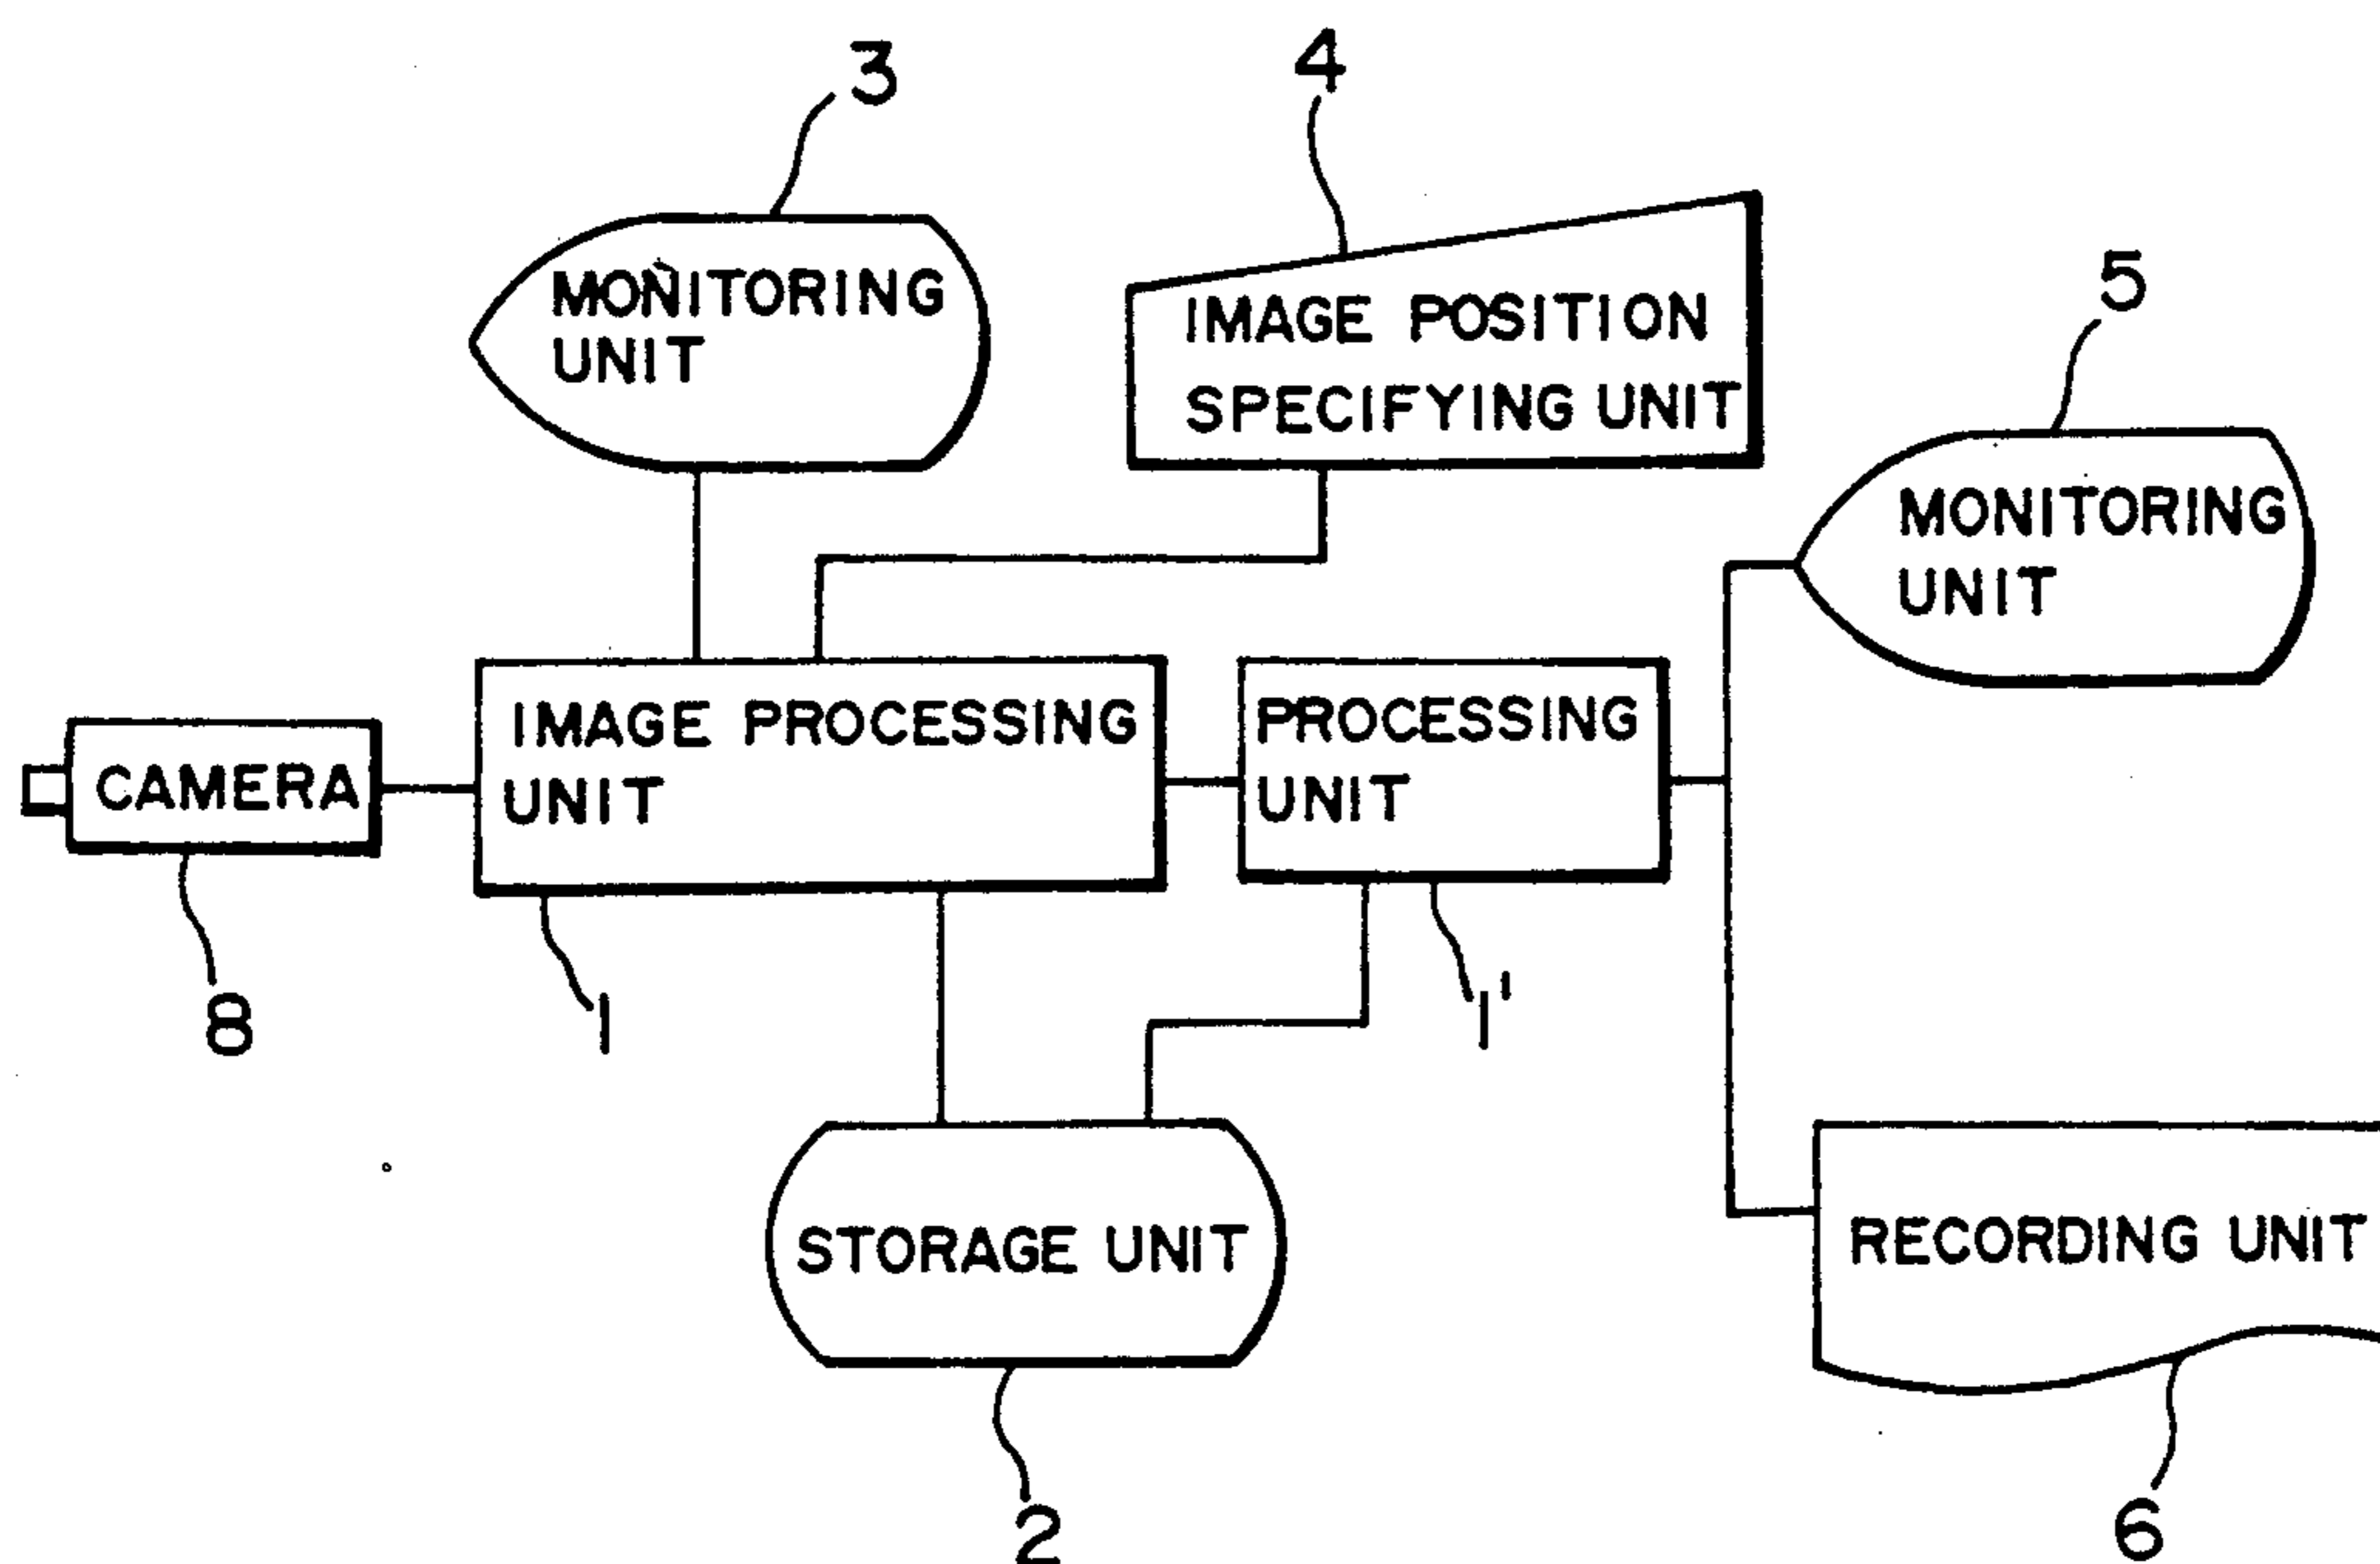 3
4
MONITORING
UNIT
IMAGE POSITION
SPECIFYING UNIT
5
MONITORING
UNIT
IMAGE PROCESSING
UNIT
PROCESSING
UNIT
CAMERA
8
1
1'
STORAGE UNIT
RECORDING UNIT
2
6